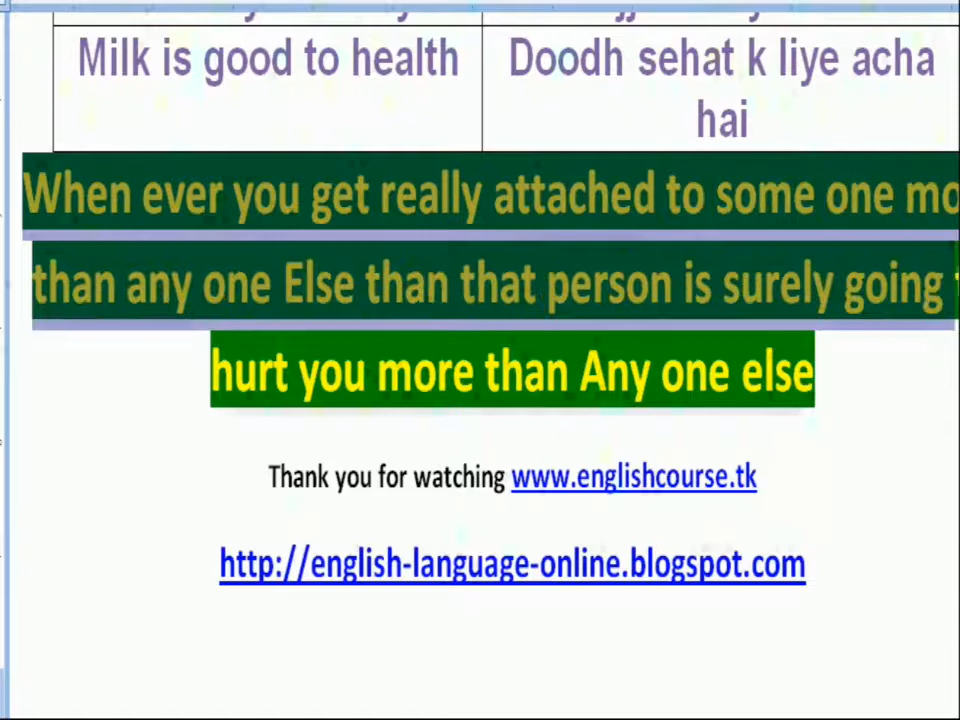 Milk is good to health
Doodh sehat k liye acha
hai
When ever you get really attached to some one
than any one Else than that person is surely going
hurt you more than Any one else
Thank you for watching www.englishcourse.tk
http://english-language-online.blogspot.com